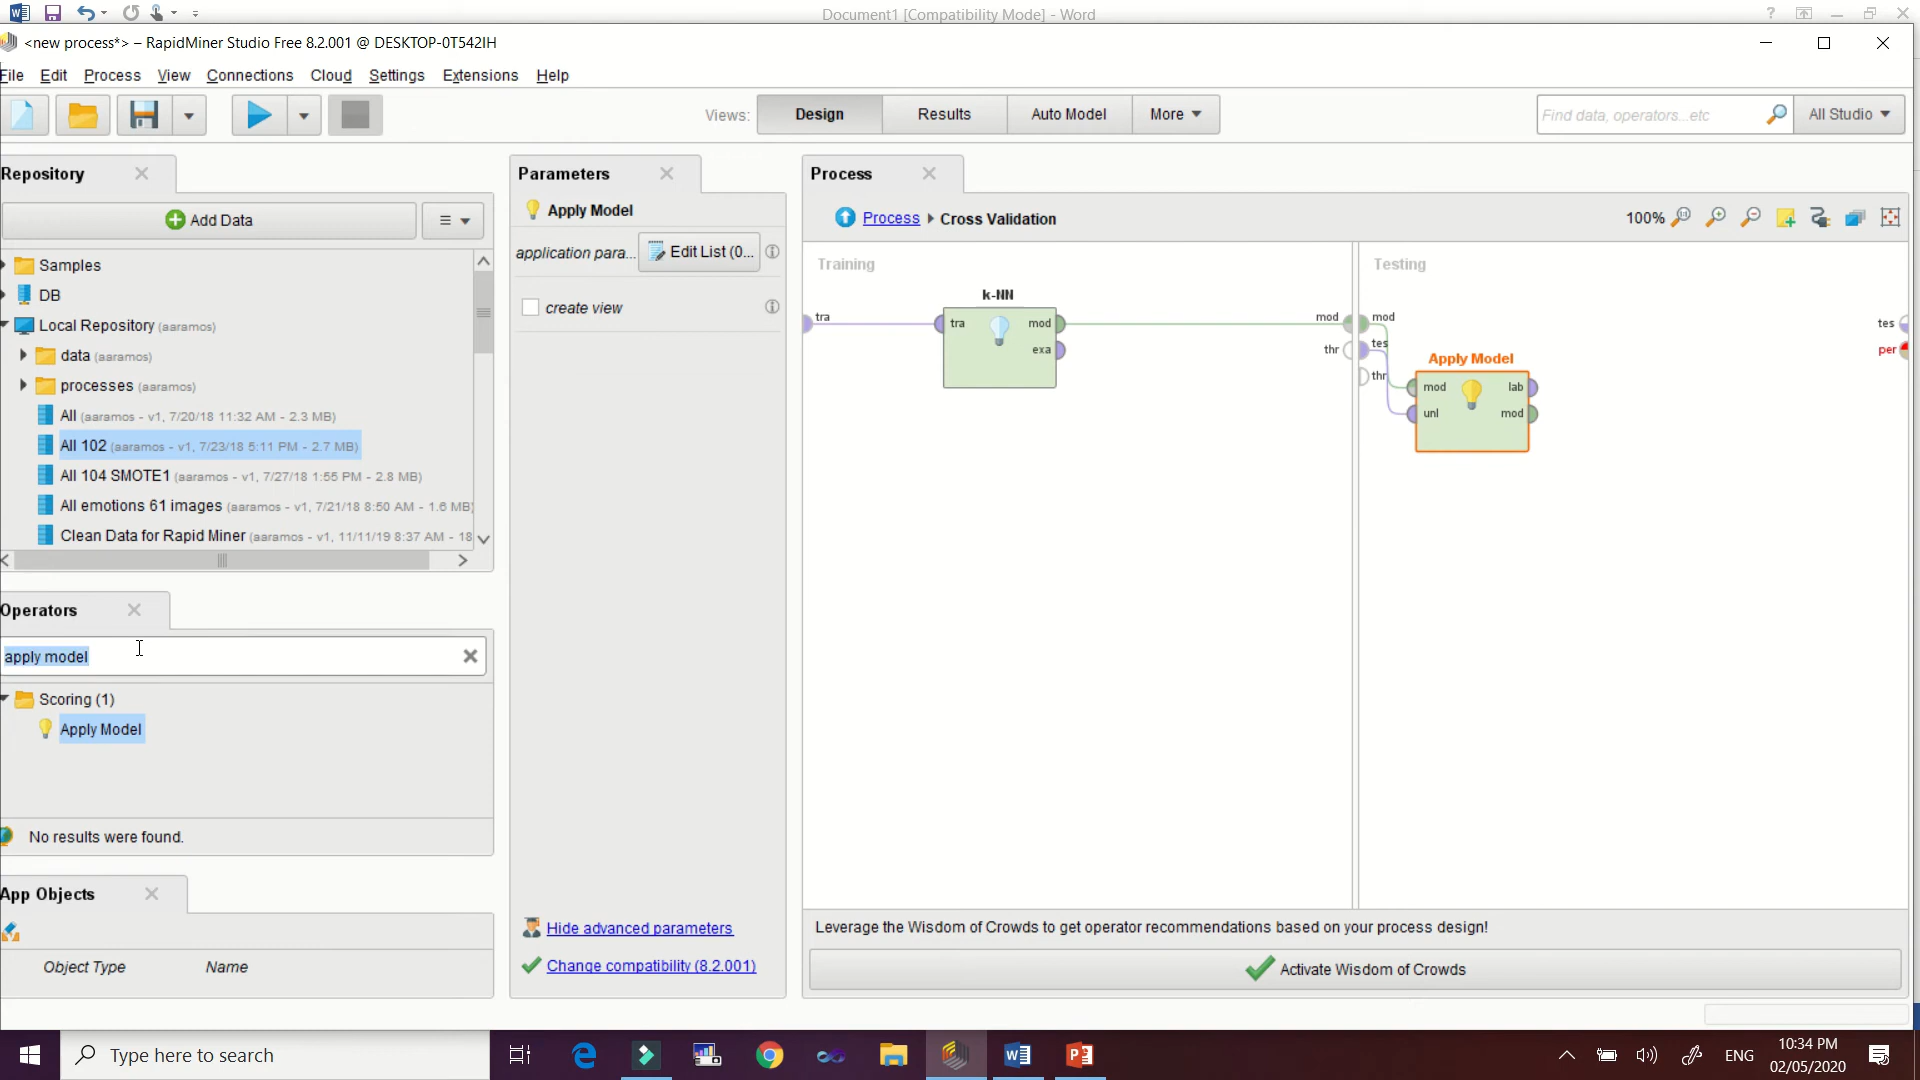 Document1 [Compatibility Mode] - Word
<new process*> – RapidMiner Studio Free 8.2.001 @ DESKTOP-0T542IH
File Edit Process View Connections Cloud Settings Extensions Help
Views: Design Results Auto Model More
Find data, operators...etc
All Studio
Repository
Add Data
Samples
DB
Local Repository (aaramos)
data (aaramos)
processes (aaramos)
All (aaramos - v1, 7/20/18 11:32 AM - 2.3 MB)
All 102 (aaramos - v1, 7/23/18 5:11 PM - 2.7 MB)
All 104 SMOTE1 (aaramos - v1, 7/27/18 1:55 PM - 2.8 MB)
All emotions 61 images (aaramos - v1, 7/21/18 8:50 AM - 1.6 MB)
Clean Data for Rapid Miner (aaramos - v1, 11/11/19 8:37 AM - 18
Operators
apply model
Scoring (1)
Apply Model
No results were found.
App Objects
Object Type Name
Parameters
Apply Model
application para... Edit List (0...
create view
Hide advanced parameters
Change compatibility (8.2.001)
Process
Process Cross Validation
100%
Training
tra
k-NN
tra mod
exa
mod
thr
Testing
mod
tes
thr
Apply Model
mod lab
unl mod
tes
per
Leverage the Wisdom of Crowds to get operator recommendations based on your process design!
Activate Wisdom of Crowds
Type here to search
ENG
10:34 PM
02/05/2020